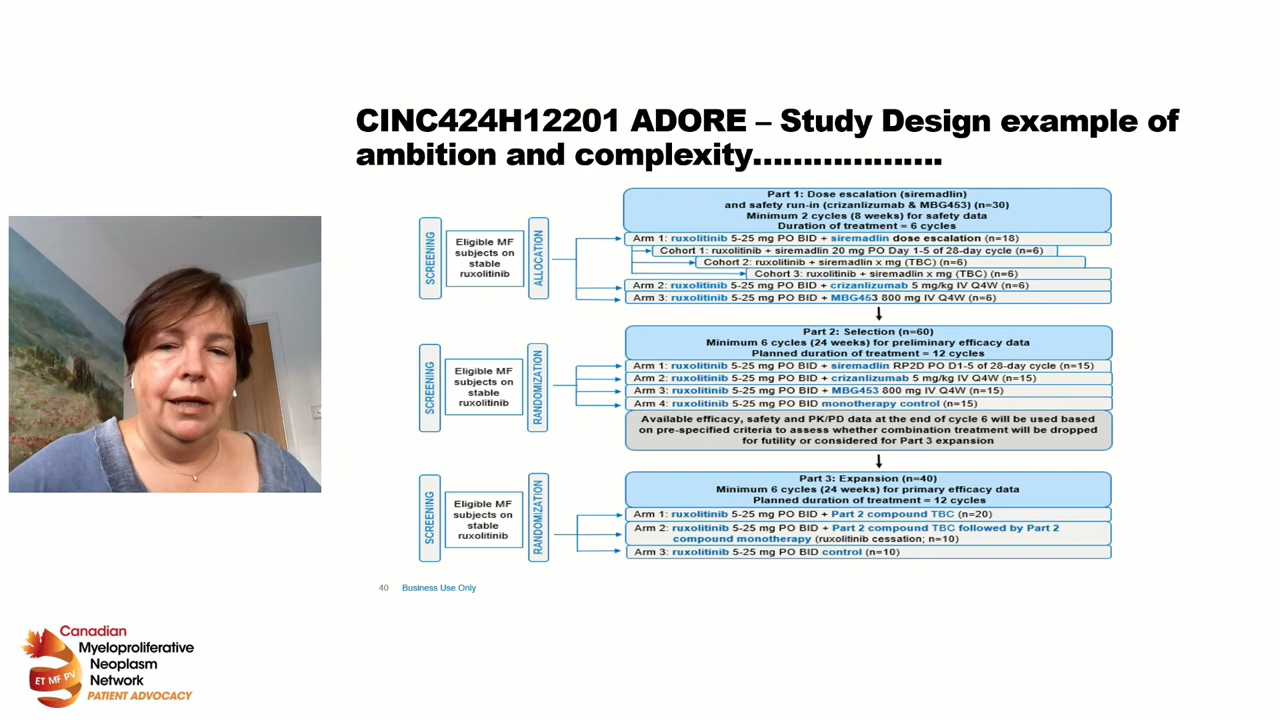 CINC424H12201 ADORE – Study Design example of
ambition and complexity...................
SCREENING
Eligible MF
subjects on
stable
ruxolitinib
ALLOCATION
Part 1: Dose escalation (siremadlin)
and safety run-in (crizanlizumab & MBG453) (n=30)
Minimum 2 cycles (8 weeks) for safety data
Duration of treatment = 6 cycles
Arm 1: ruxolitinib 5-25 mg PO BID + siremadlin dose escalation (n=18)
Cohort 1: ruxolitinib + siremadlin 20 mg PO Day 1-5 of 28-day cycle (n=6)
Cohort 2: ruxolitinib + siremadlin x mg (TBC) (n=6)
Cohort 3: ruxolitinib + siremadlin x mg (TBC) (n=6)
Arm 2: ruxolitinib 5-25 mg PO BID + crizanlizumab 5 mg/kg IV Q4W (n=6)
Arm 3: ruxolitinib 5-25 mg PO BID + MBG453 800 mg IV Q4W (n=6)
SCREENING
Eligible MF
subjects on
stable
ruxolitinib
RANDOMIZATION
Part 2: Selection (n=60)
Minimum 6 cycles (24 weeks) for preliminary efficacy data
Planned duration of treatment = 12 cycles
Arm 1: ruxolitinib 5-25 mg PO BID + siremadlin RP2D PO D1-5 of 28-day cycle (n=15)
Arm 2: ruxolitinib 5-25 mg PO BID + crizanlizumab 5 mg/kg IV Q4W (n=15)
Arm 3: ruxolitinib 5-25 mg PO BID + MBG453 800 mg IV Q4W (n=15)
Arm 4: ruxolitinib 5-25 mg PO BID monotherapy control (n=15)
Available efficacy, safety and PK/PD data at the end of cycle 6 will be used based
on pre-specified criteria to assess whether combination treatment will be dropped
for futility or considered for Part 3 expansion
SCREENING
Eligible MF
subjects on
stable
ruxolitinib
RANDOMIZATION
Part 3: Expansion (n=40)
Minimum 6 cycles (24 weeks) for primary efficacy data
Planned duration of treatment = 12 cycles
Arm 1: ruxolitinib 5-25 mg PO BID + Part 2 compound TBC (n=20)
Arm 2: ruxolitinib 5-25 mg PO BID + Part 2 compound TBC followed by Part 2
compound monotherapy (ruxolitinib cessation; n=10)
Arm 3: ruxolitinib 5-25 mg PO BID control (n=10)
40 Business Use Only
Canadian
Myeloproliferative
Neoplasm
Network
PATIENT ADVOCACY
ET MF PV